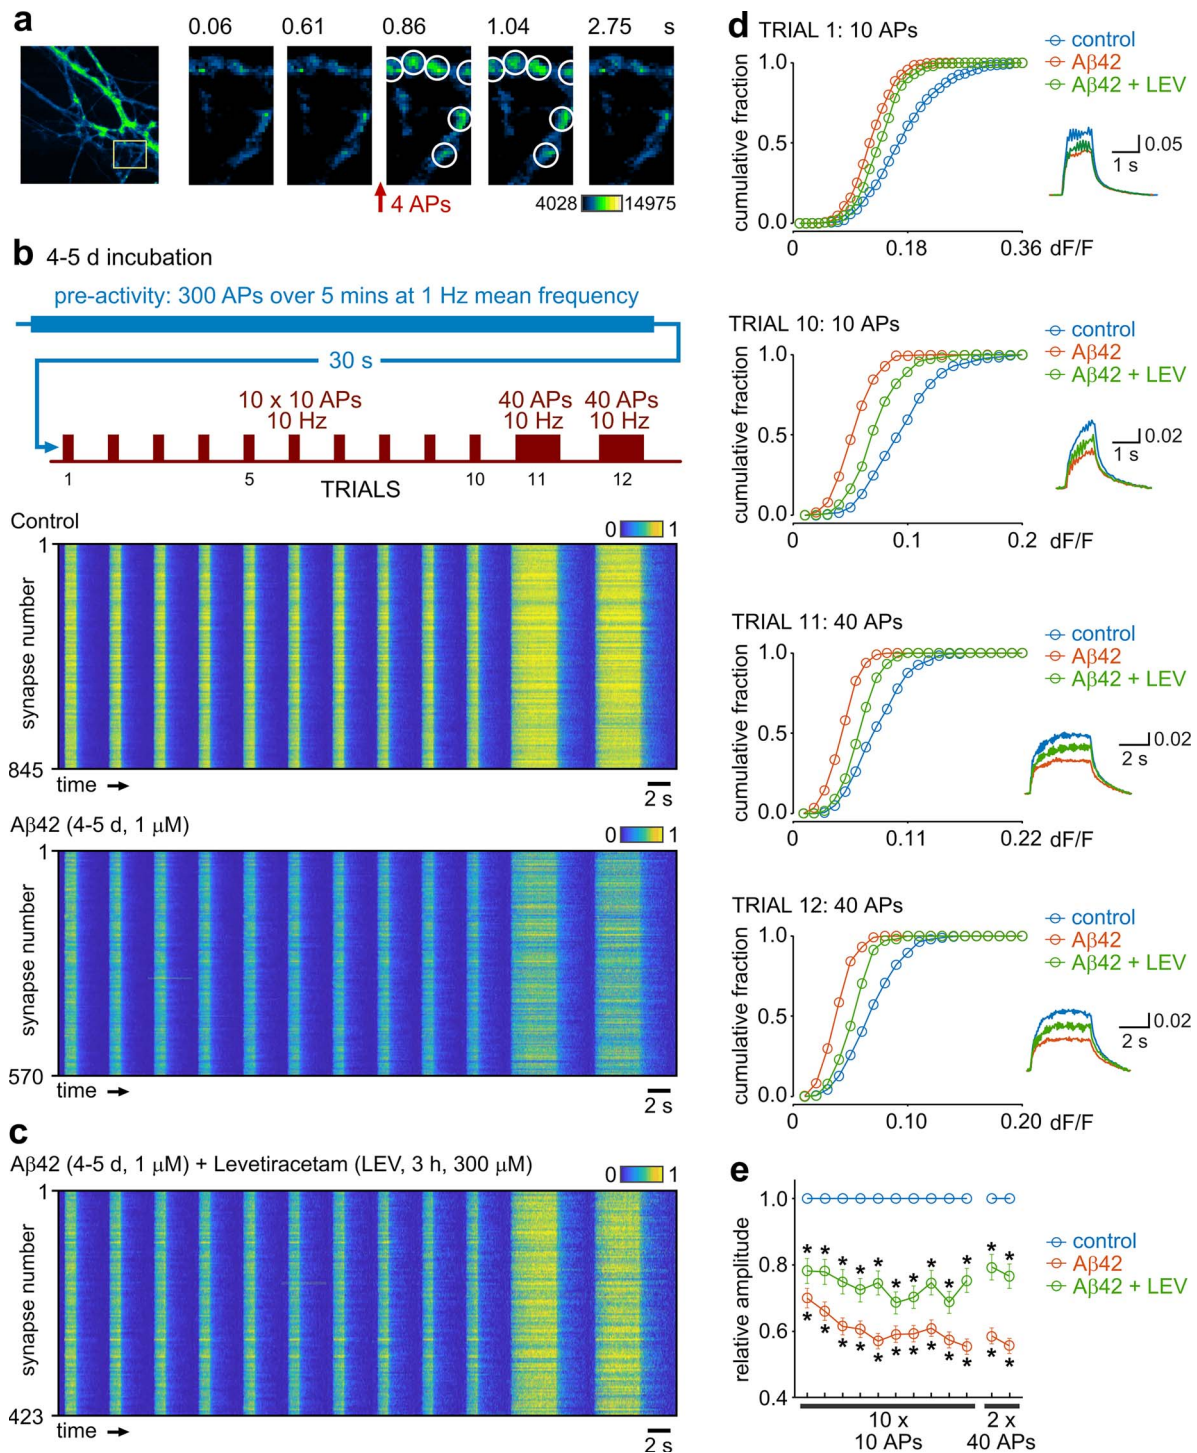 a
0.06 0.61 0.86 1.04 2.75 s
4 APs
4028 14975
b 4-5 d incubation
pre-activity: 300 APs over 5 mins at 1 Hz mean frequency
30 s
10 x 10 APs 40 APs 40 APs
10 Hz 10 Hz 10 Hz
1 5 10 11 12
TRIALS
Control
0 1
1
synapse number
845
time
2 s
Aβ42 (4-5 d, 1 μM)
0 1
1
synapse number
570
time
2 s
c
Aβ42 (4-5 d, 1 μM) + Levetiracetam (LEV, 3 h, 300 μM)
0 1
1
synapse number
423
time
2 s
d
TRIAL 1: 10 APs
control
Aβ42
Aβ42 + LEV
cumulative fraction
1.0
0.5
0.0
0 0.18 0.36 dF/F
0.05
1 s
TRIAL 10: 10 APs
control
Aβ42
Aβ42 + LEV
cumulative fraction
1.0
0.5
0.0
0 0.1 0.2 dF/F
0.02
1 s
TRIAL 11: 40 APs
control
Aβ42
Aβ42 + LEV
cumulative fraction
1.0
0.5
0.0
0 0.11 0.22 dF/F
0.02
2 s
TRIAL 12: 40 APs
control
Aβ42
Aβ42 + LEV
cumulative fraction
1.0
0.5
0.0
0 0.10 0.20 dF/F
0.02
2 s
e
relative amplitude
1.0
0.8
0.6
0.4
control
Aβ42
Aβ42 + LEV
* * * * * * * * * * * *
* * * * * * * * * * * *
10 x 2 x
10 APs 40 APs